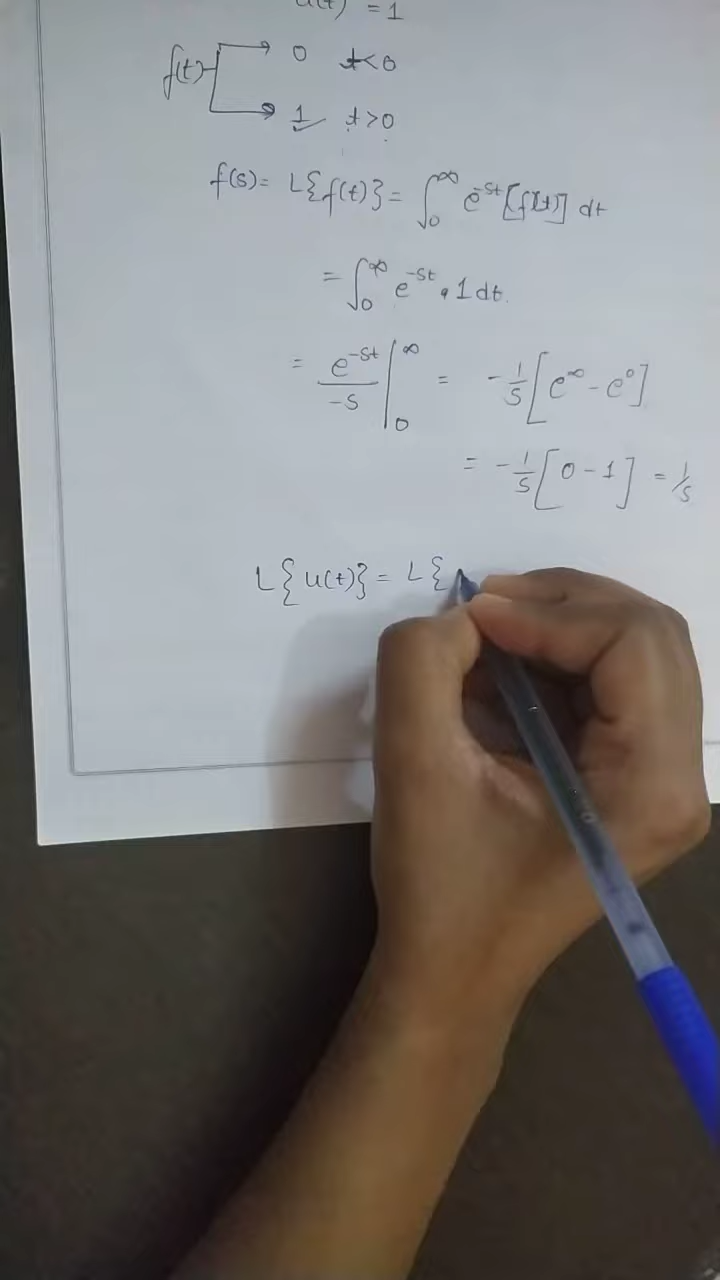 u(t) = 1
f(t) → 0 t<0
→ 1 ✓ t>0
f(s) = L{f(t)} = ∫₀^∞ e^-st [f(t)] dt
= ∫₀^∞ e^-st . 1 dt.
= e^-st / -s |₀^∞ = -1/s [e^∞ - e^0]
= -1/s [0 - 1] = 1/s
L{u(t)} = L{